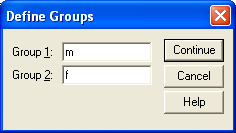 Define Groups
Group 1: m
Continue
Group 2: f
Cancel
Help